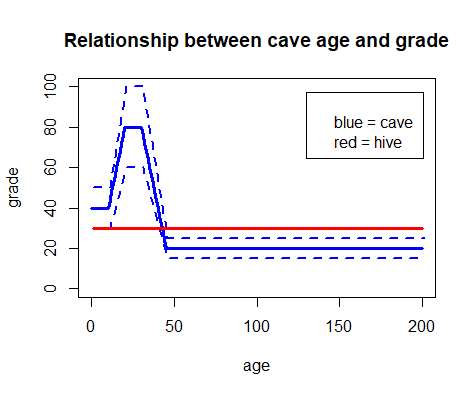 Relationship between cave age and grade
blue = cave
red = hive
grade
100
80
60
40
20
0
0 50 100 150 200
age